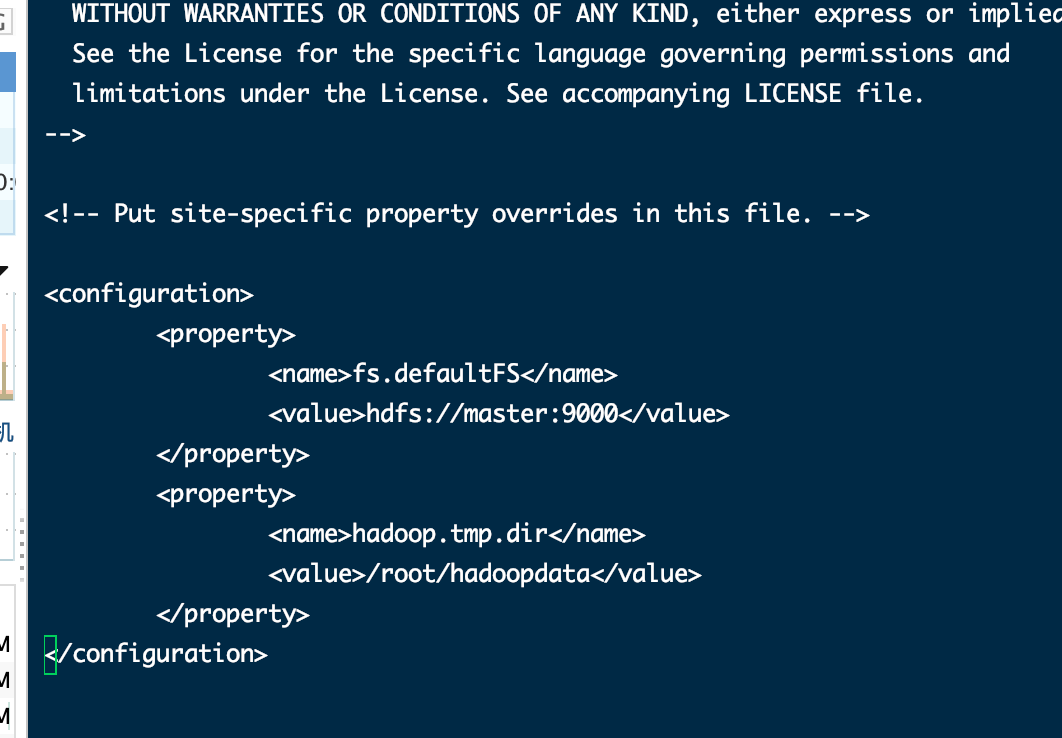 WITHOUT WARRANTIES OR CONDITIONS OF ANY KIND, either express or
See the License for the specific language governing permissions and
limitations under the License. See accompanying LICENSE file.
-->
<!-- Put site-specific property overrides in this file. -->
<configuration>
<property>
<name>fs.defaultFS</name>
<value>hdfs://master:9000</value>
</property>
<property>
<name>hadoop.tmp.dir</name>
<value>/root/hadoopdata</value>
</property>
</configuration>
机
M
M
M